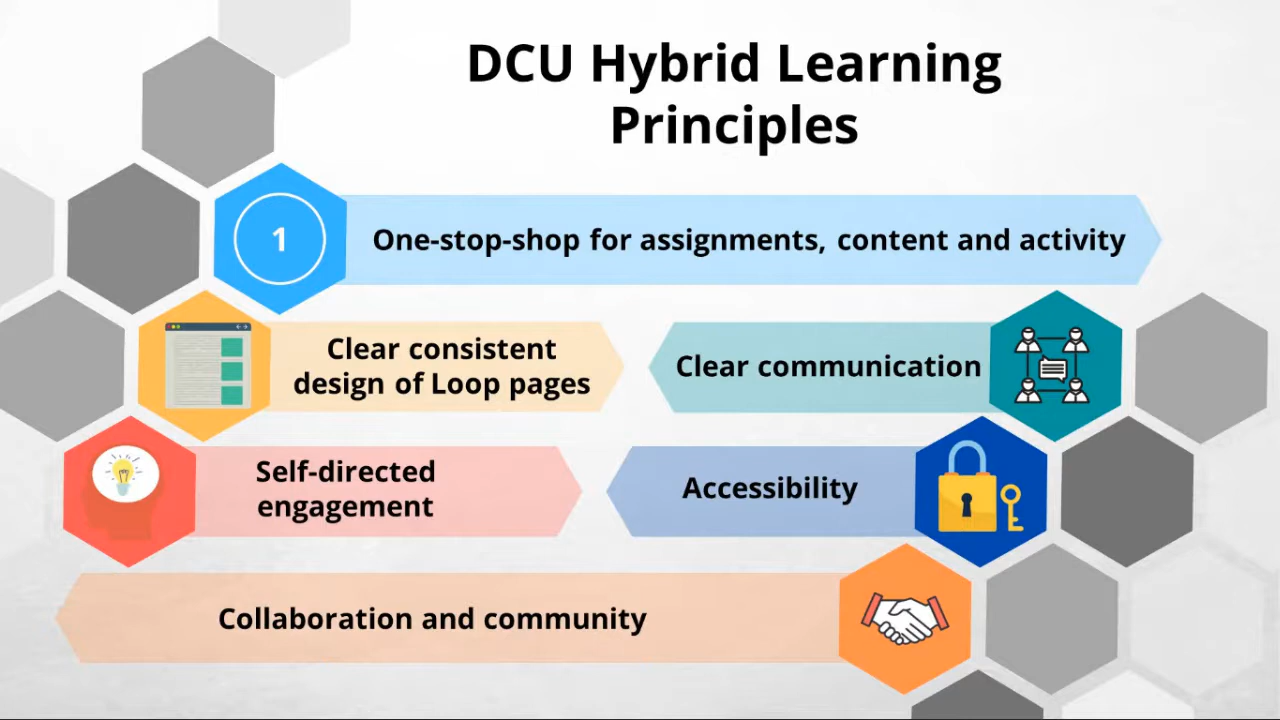 DCU Hybrid Learning
Principles
1
One-stop-shop for assignments, content and activity
Clear consistent
design of Loop pages
Clear communication
Self-directed
engagement
Accessibility
Collaboration and community